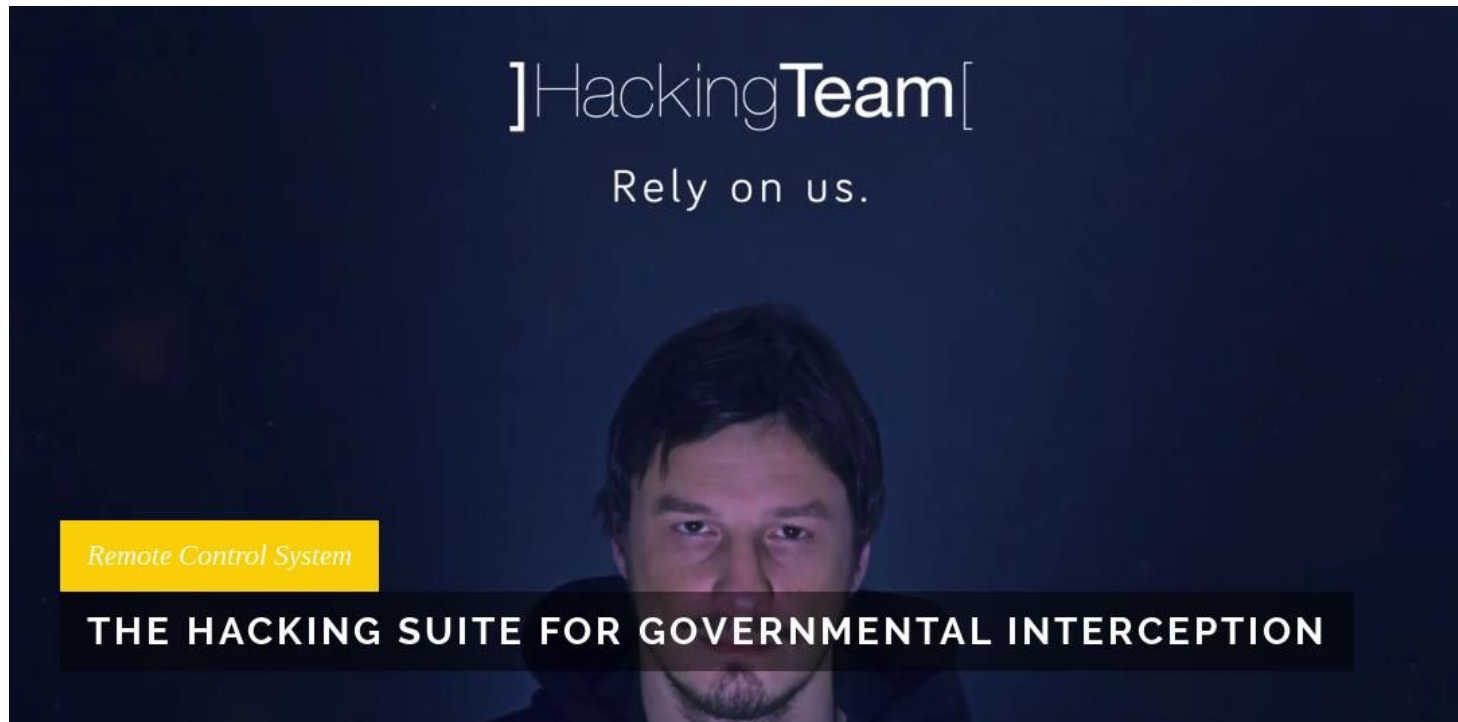 ]HackingTeam[
Rely on us.
Remote Control System
THE HACKING SUITE FOR GOVERNMENTAL INTERCEPTION